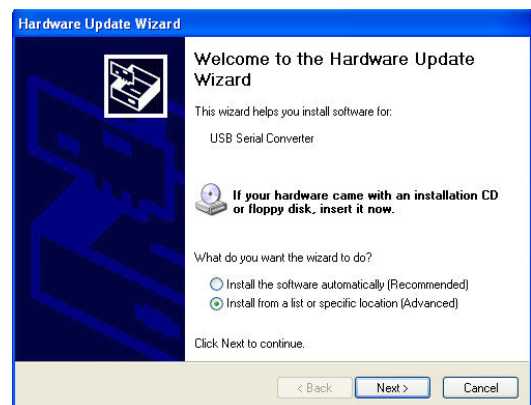 Hardware Update Wizard
Welcome to the Hardware Update
Wizard
This wizard helps you install software for:
USB Serial Converter
If your hardware came with an installation CD
or floppy disk, insert it now.
What do you want the wizard to do?
Install the software automatically (Recommended)
Install from a list or specific location (Advanced)
Click Next to continue.
< Back Next > Cancel